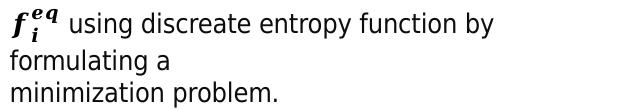 f_i^{eq} using discreate entropy function by
formulating a
minimization problem.